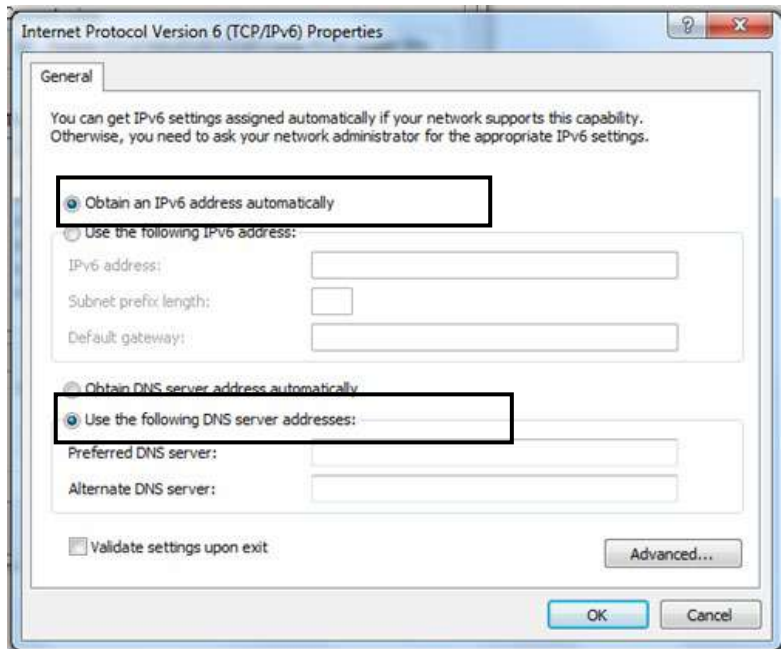 Internet Protocol Version 6 (TCP/IPv6) Properties
General
You can get IPv6 settings assigned automatically if your network supports this capability.
Otherwise, you need to ask your network administrator for the appropriate IPv6 settings.
Obtain an IPv6 address automatically
Use the following IPv6 address:
IPv6 address:
Subnet prefix length:
Default gateway:
Obtain DNS server address automatically
Use the following DNS server addresses:
Preferred DNS server:
Alternate DNS server:
Validate settings upon exit
Advanced...
OK
Cancel